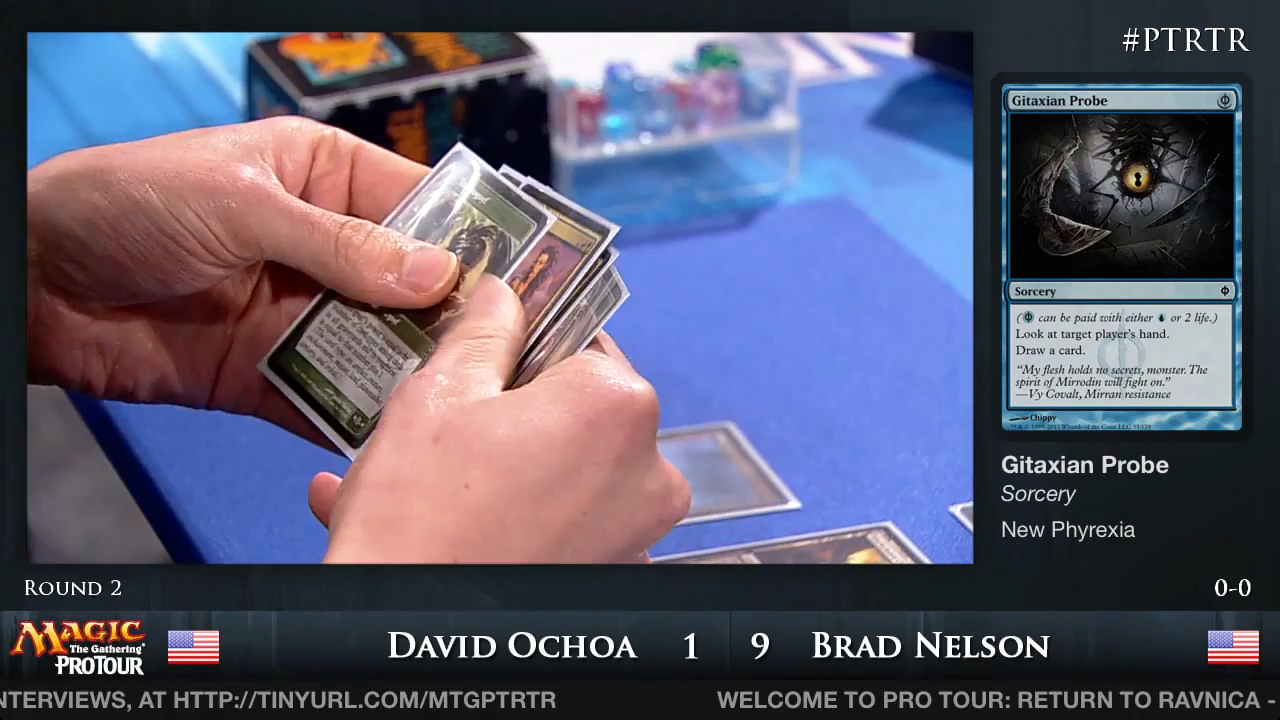 #PTRTR
Gitaxian Probe
Sorcery
( can be paid with either or 2 life.)
Look at target player's hand.
Draw a card.
"My flesh holds no secrets, monster. The
spirit of Mirrodin will fight on."
—Vy Covalt, Mirran resistance
Chippy
Gitaxian Probe
Sorcery
New Phyrexia
Round 2
0-0
Magic
The Gathering
ProTour
David Ochoa 1 9 Brad Nelson
NTERVIEWS, AT HTTP://TINYURL.COM/MTGPTRTR WELCOME TO PRO TOUR: RETURN TO RAVNICA -